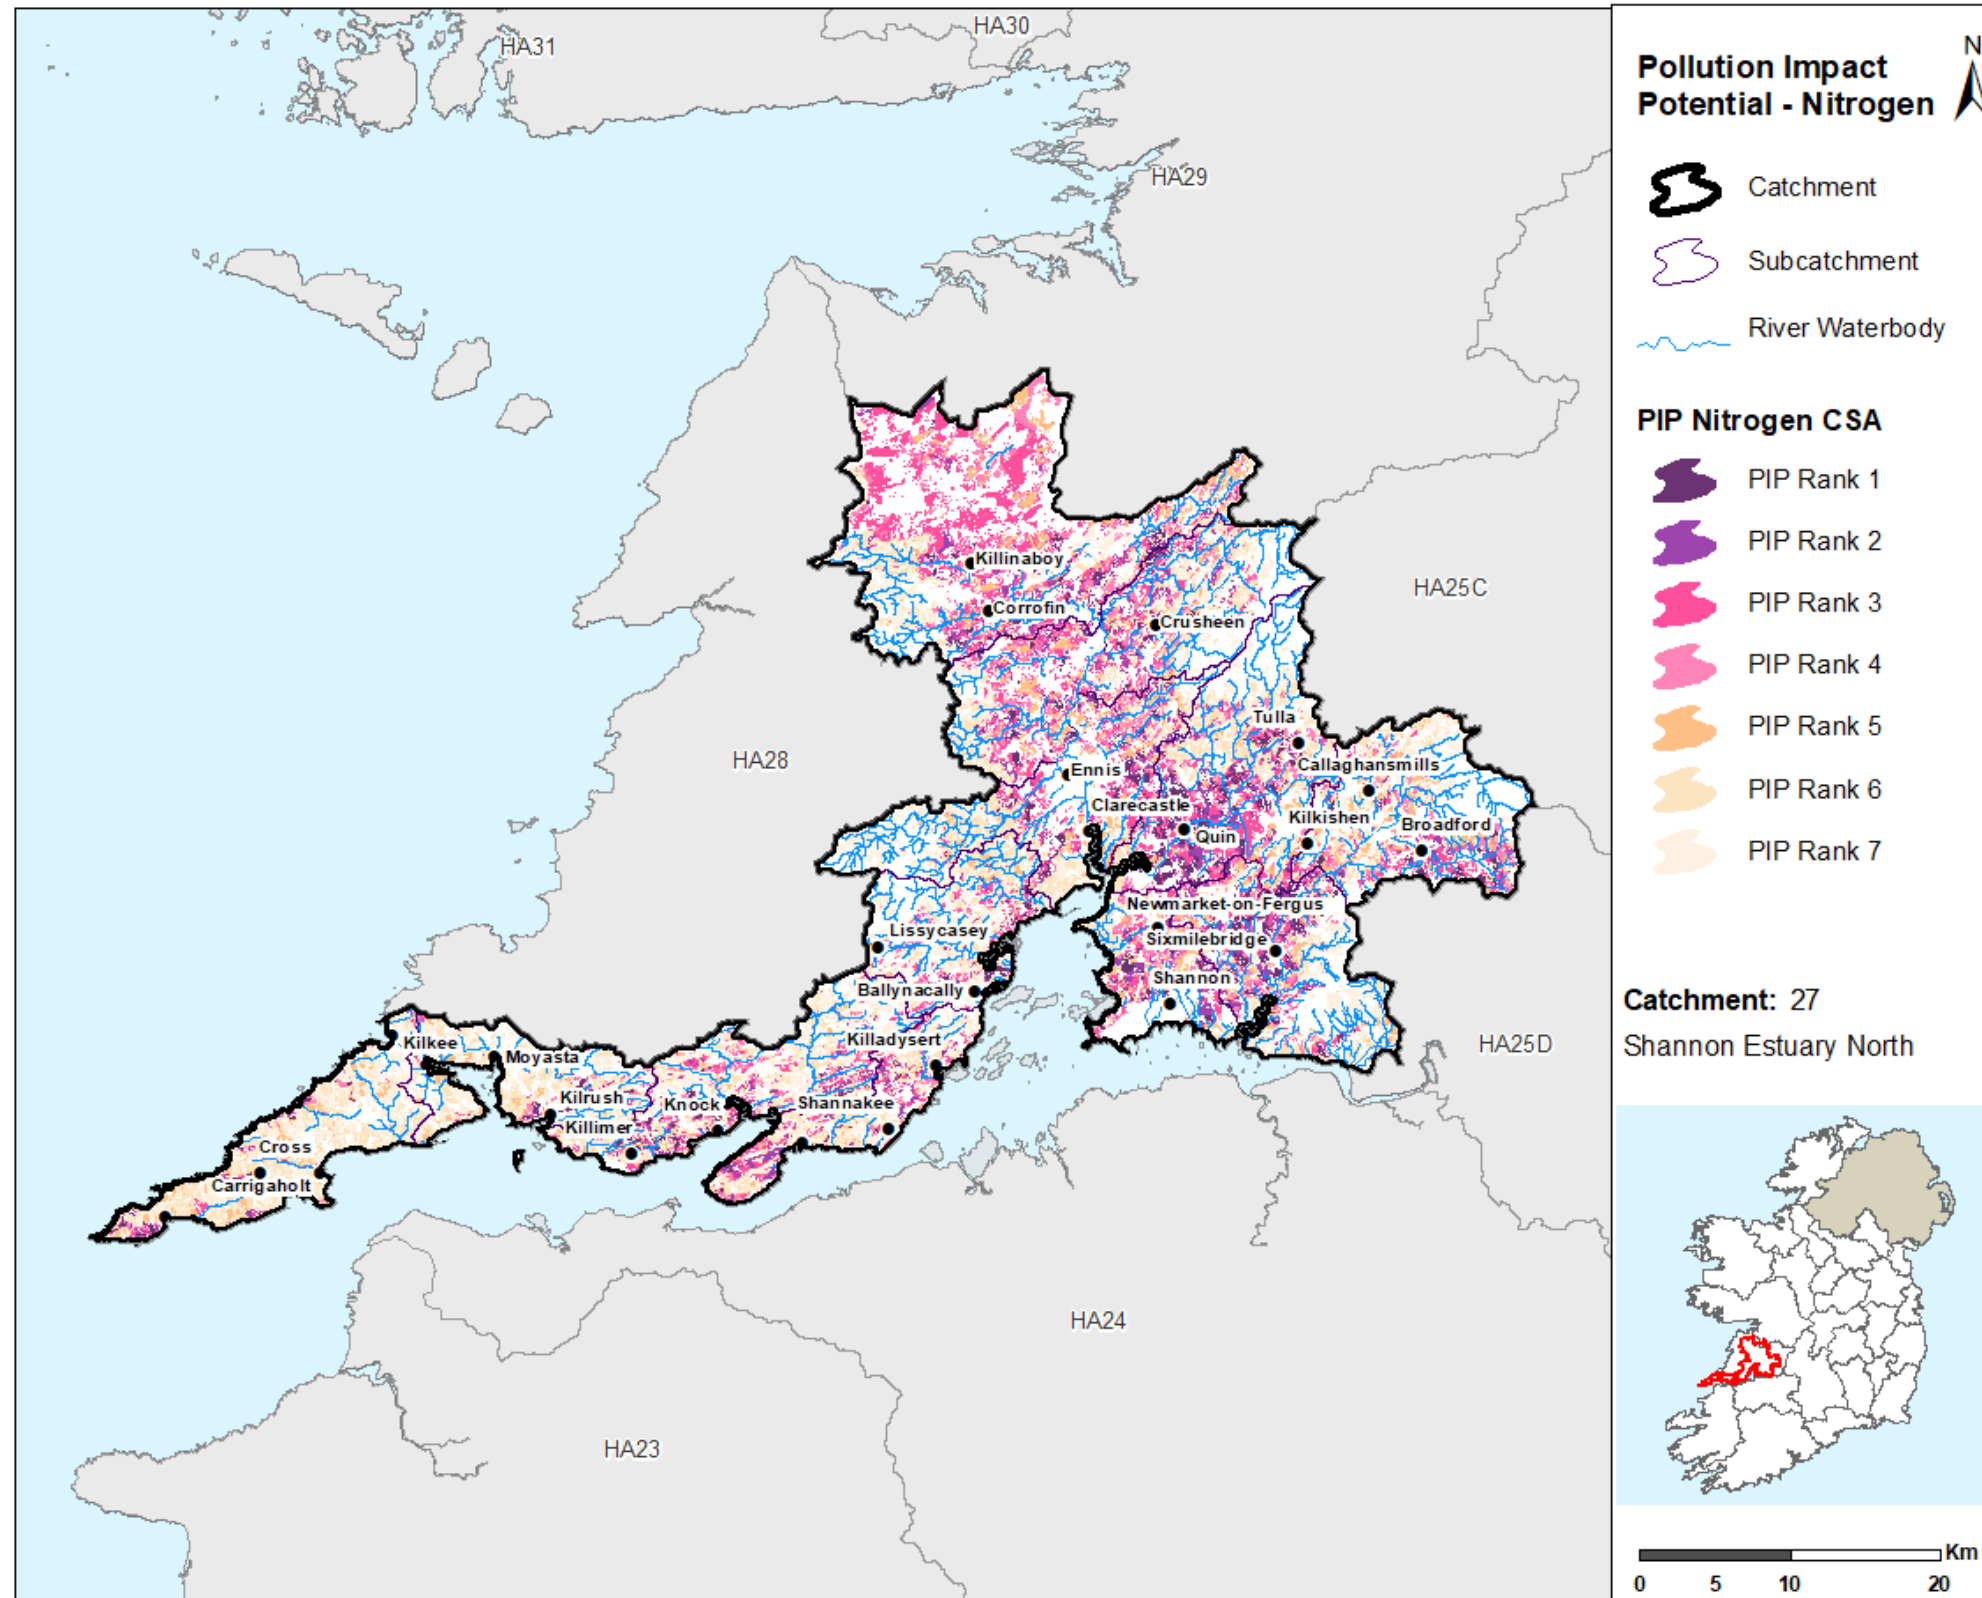 HA31
HA30
HA29
HA25C
HA28
HA25D
HA24
HA23
Killinaboy
Corrofin
Crusheen
Tulla
Callaghansmills
Ennis
Clarecastle
Kilkishen
Broadford
Quin
Newmarket-on-Fergus
Lissycasey
Sixmilebridge
Shannon
Ballynacally
Killadysert
Kilkee
Moyasta
Kilrush
Knock
Shannakee
Killimer
Cross
Carrigaholt
N
Pollution Impact
Potential - Nitrogen
Catchment
Subcatchment
River Waterbody
PIP Nitrogen CSA
PIP Rank 1
PIP Rank 2
PIP Rank 3
PIP Rank 4
PIP Rank 5
PIP Rank 6
PIP Rank 7
Catchment: 27
Shannon Estuary North
Km
0 5 10 20